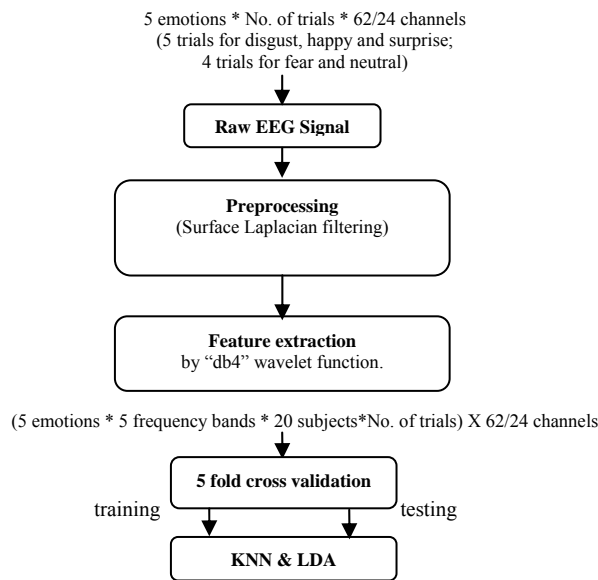 5 emotions * No. of trials * 62/24 channels
(5 trials for disgust, happy and surprise;
4 trials for fear and neutral)
Raw EEG Signal
Preprocessing
(Surface Laplacian filtering)
Feature extraction
by “db4” wavelet function.
(5 emotions * 5 frequency bands * 20 subjects*No. of trials) X 62/24 channels
5 fold cross validation
training testing
KNN & LDA